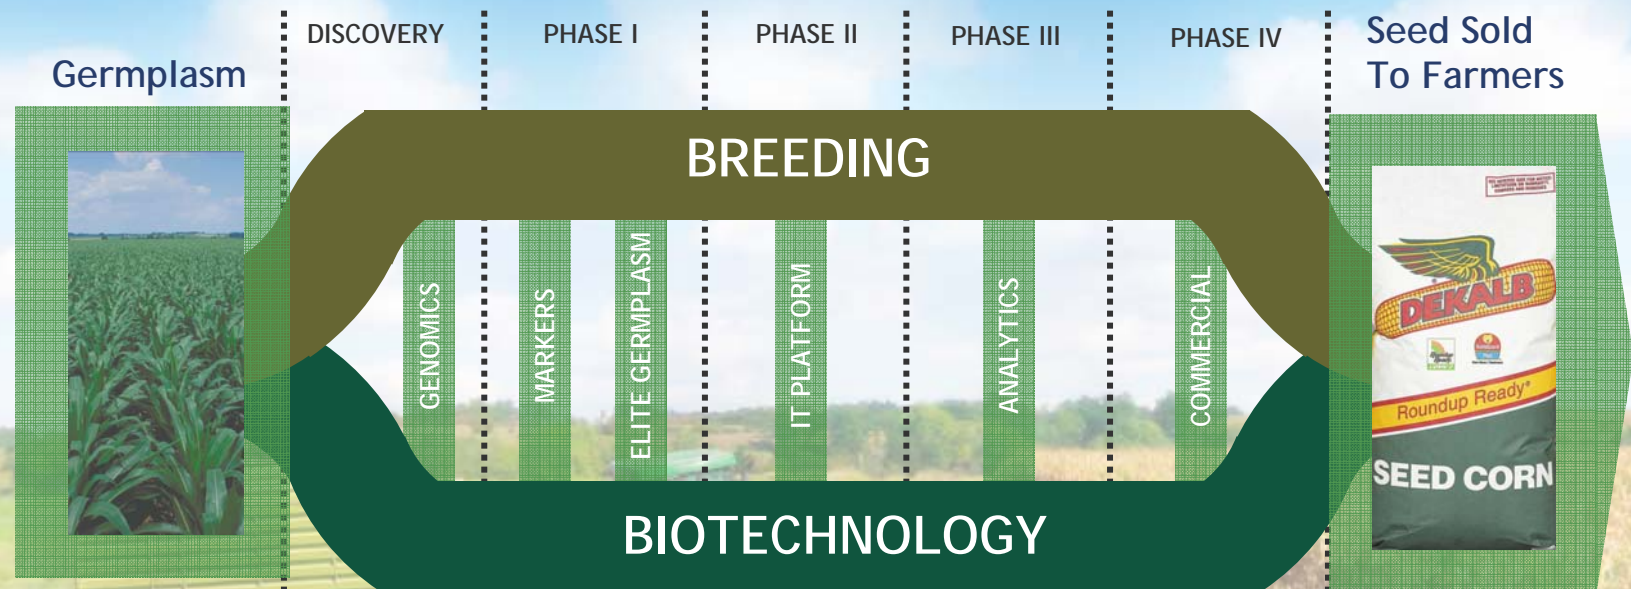 DISCOVERY
PHASE I
PHASE II
PHASE III
PHASE IV
Seed Sold
To Farmers
Germplasm
BREEDING
GENOMICS
MARKERS
ELITE GERMPLASM
IT PLATFORM
ANALYTICS
COMMERCIAL
BIOTECHNOLOGY
DEKALB
Roundup Ready®
SEED CORN